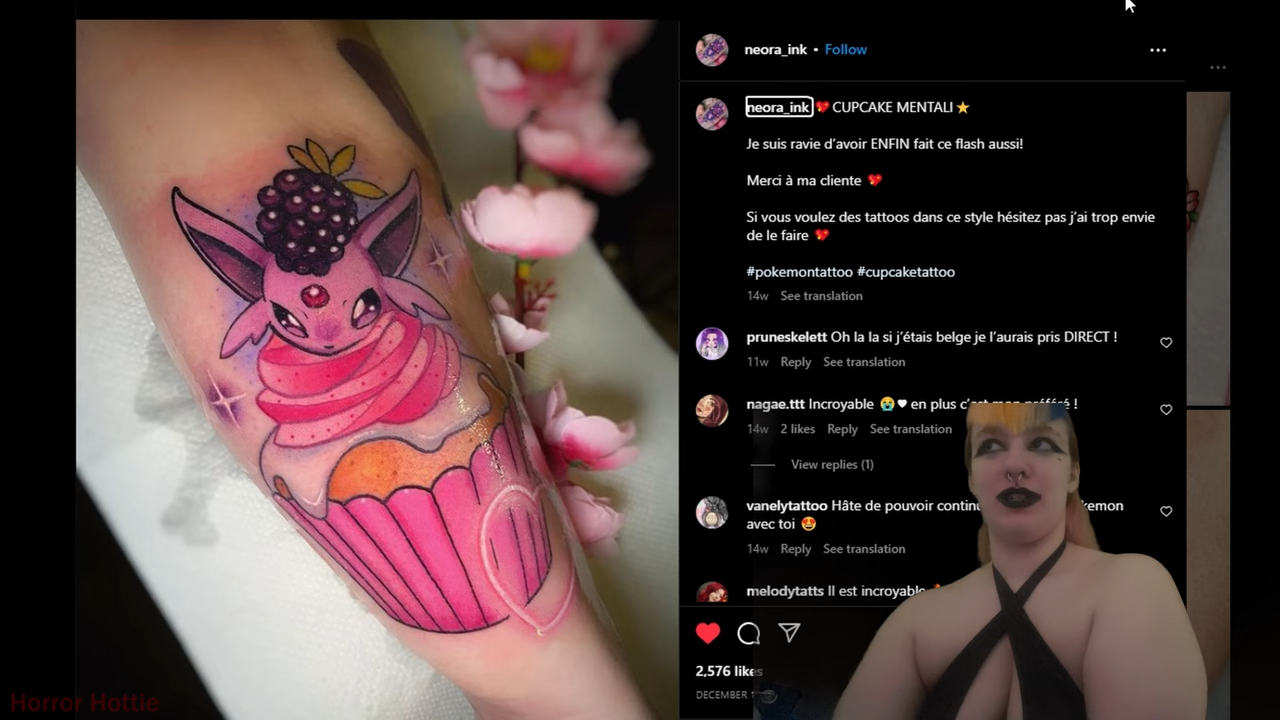 neora_ink • Follow
neora_ink 💖 CUPCAKE MENTALI ⭐
Je suis ravie d'avoir ENFIN fait ce flash aussi!
Merci à ma cliente 💖
Si vous voulez des tattoos dans ce style hésitez pas j'ai trop envie
de le faire 💖
#pokemontattoo #cupcaketattoo
14w See translation
pruneskelett Oh la la si j'étais belge je l'aurais pris DIRECT !
11w Reply See translation
nagae.ttt Incroyable 😭🖤 en plus c'est mon préféré !
14w 2 likes Reply See translation
View replies (1)
vanelytattoo Hâte de pouvoir
avec toi 😍
14w Reply See translation
melodytatts Il est incroyable
2,576 likes
DECEMBER
Horror Hottie